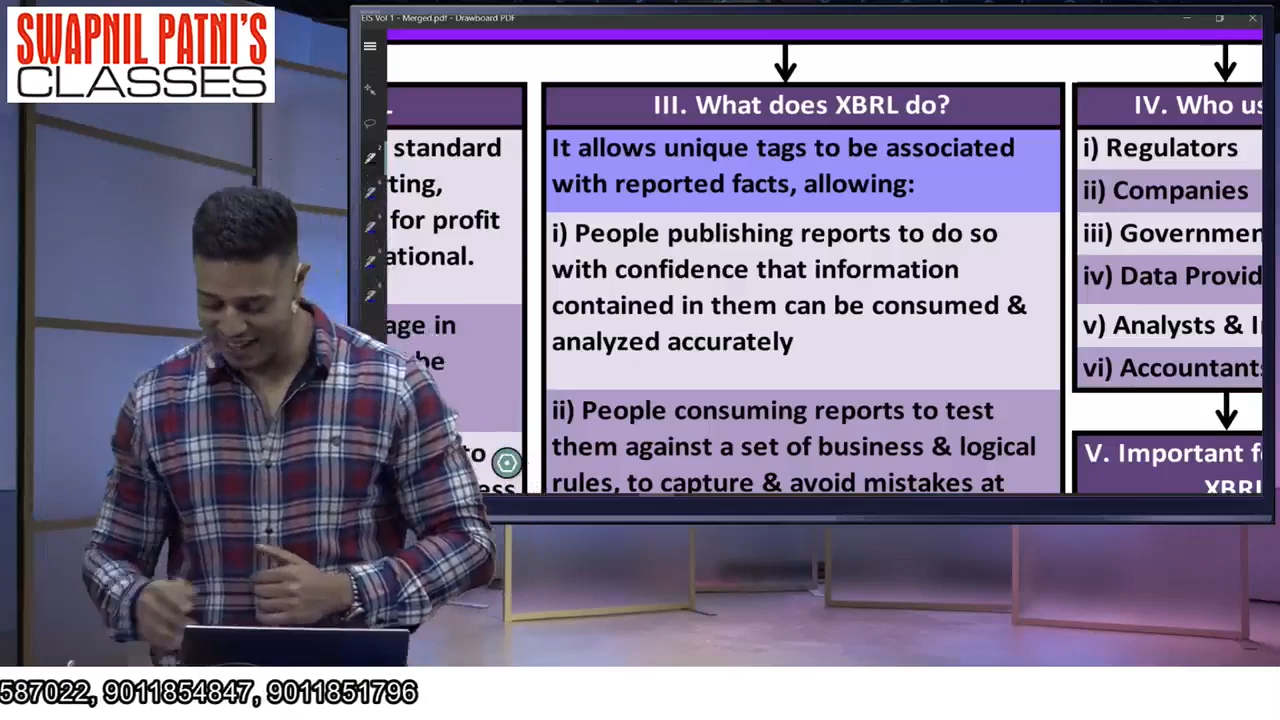 SWAPNIL PATNI'S
CLASSES
EIS Vol 1 - Merged.pdf - Drawboard PDF
standard
ting,
for profit
ational.
age in
be
to
ess
III. What does XBRL do?
It allows unique tags to be associated
with reported facts, allowing:
i) People publishing reports to do so
with confidence that information
contained in them can be consumed &
analyzed accurately
ii) People consuming reports to test
them against a set of business & logical
rules, to capture & avoid mistakes at
IV. Who us
i) Regulators
ii) Companies
iii) Governmen
iv) Data Provid
v) Analysts & I
vi) Accountants
V. Important f
XBRL
587022, 9011854847, 9011851796